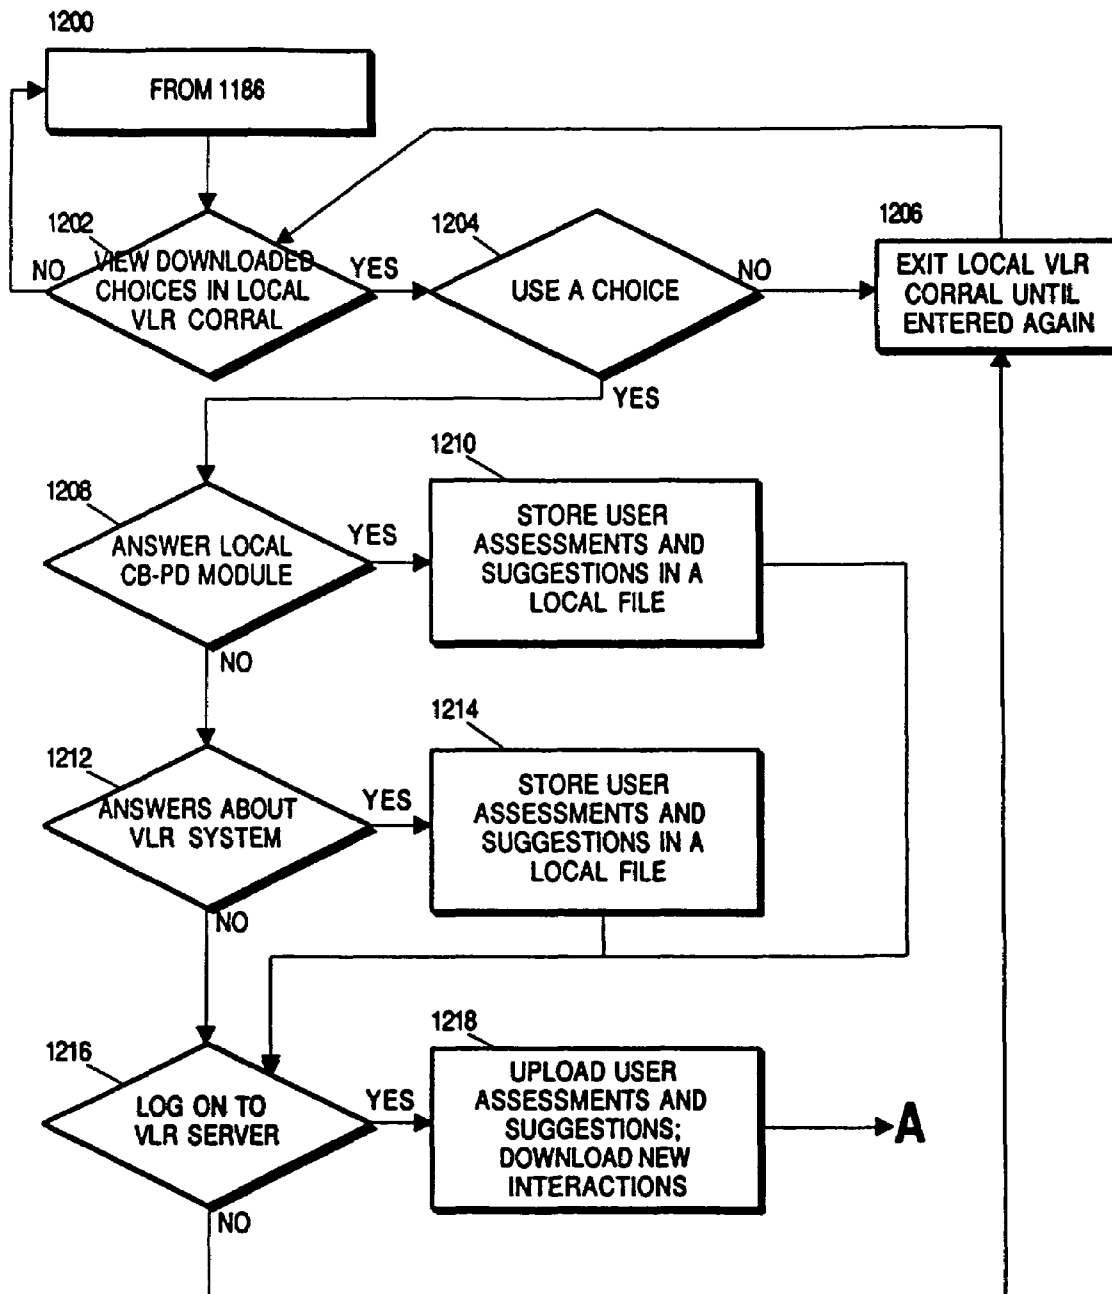 1200
FROM 1186
1202
VIEW DOWNLOADED
CHOICES IN LOCAL
VLR CORRAL
NO
YES
1204
USE A CHOICE
NO
YES
1206
EXIT LOCAL VLR
CORRAL UNTIL
ENTERED AGAIN
1208
ANSWER LOCAL
CB-PD MODULE
YES
NO
1210
STORE USER
ASSESSMENTS AND
SUGGESTIONS IN A
LOCAL FILE
1212
ANSWERS ABOUT
VLR SYSTEM
YES
NO
1214
STORE USER
ASSESSMENTS AND
SUGGESTIONS IN A
LOCAL FILE
1216
LOG ON TO
VLR SERVER
YES
NO
1218
UPLOAD USER
ASSESSMENTS AND
SUGGESTIONS;
DOWNLOAD NEW
INTERACTIONS
A